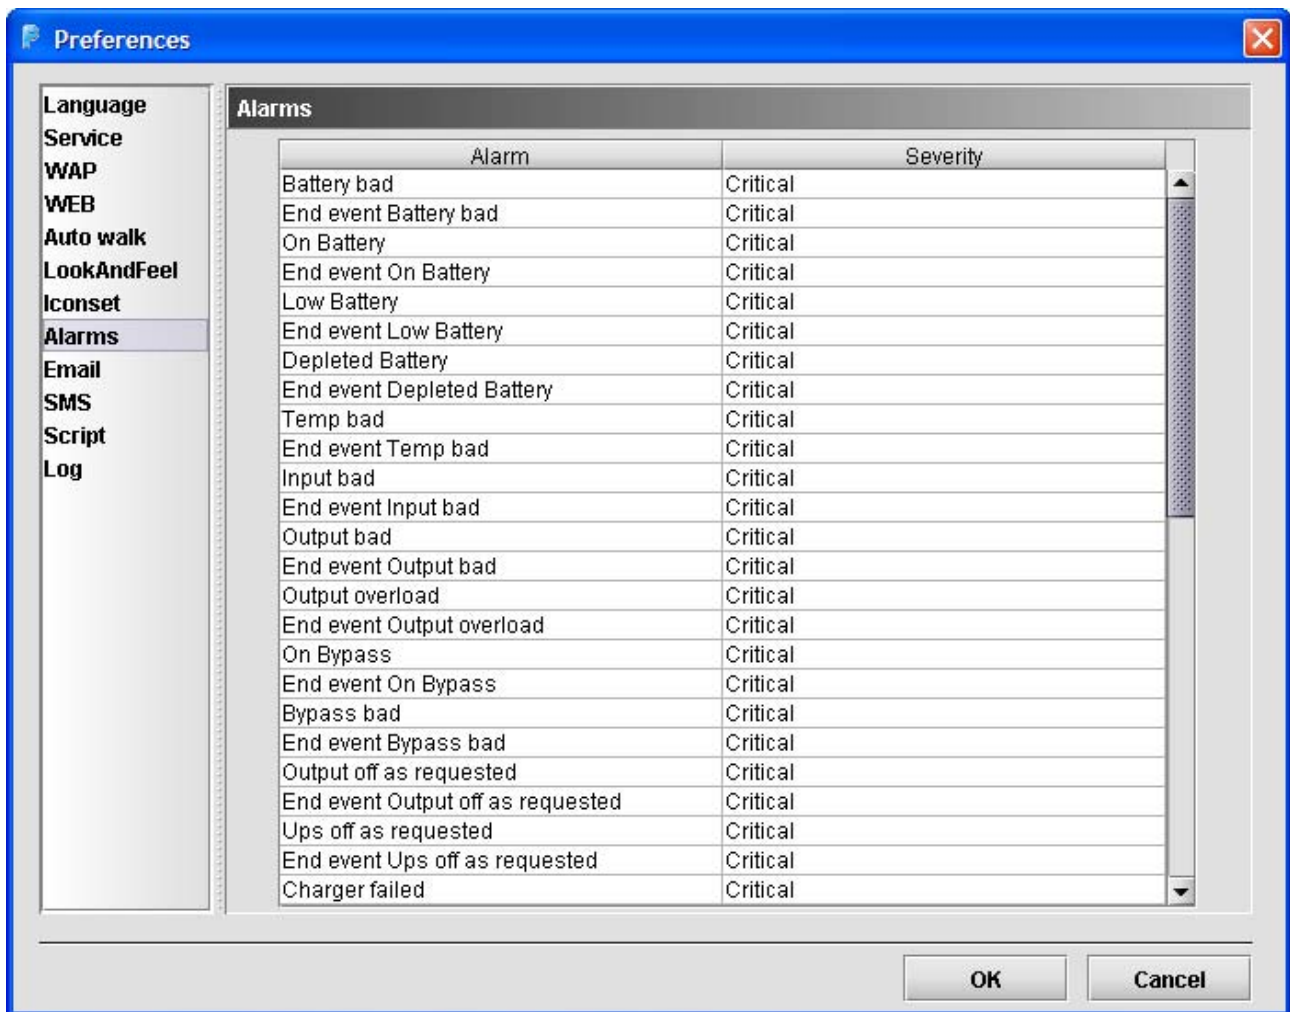 Preferences
Language
Service
WAP
WEB
Auto walk
LookAndFeel
Iconset
Alarms
Email
SMS
Script
Log
Alarms
Alarm Severity
Battery bad Critical
End event Battery bad Critical
On Battery Critical
End event On Battery Critical
Low Battery Critical
End event Low Battery Critical
Depleted Battery Critical
End event Depleted Battery Critical
Temp bad Critical
End event Temp bad Critical
Input bad Critical
End event Input bad Critical
Output bad Critical
End event Output bad Critical
Output overload Critical
End event Output overload Critical
On Bypass Critical
End event On Bypass Critical
Bypass bad Critical
End event Bypass bad Critical
Output off as requested Critical
End event Output off as requested Critical
Ups off as requested Critical
End event Ups off as requested Critical
Charger failed Critical
OK Cancel